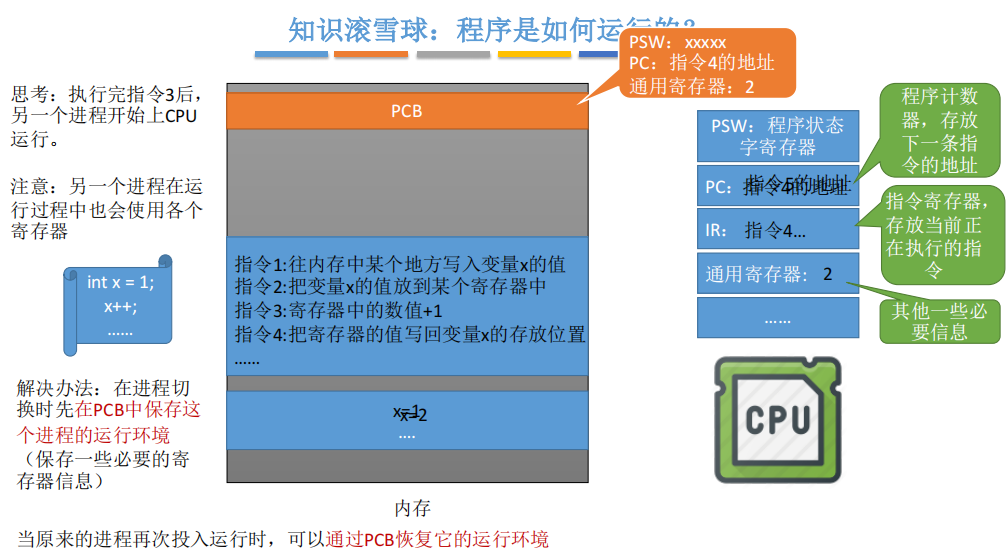 知识滚雪球：程序是如何运行的？
PSW：xxxxx
PC：指令4的地址
通用寄存器：2
思考：执行完指令3后，
另一个进程开始上CPU
运行。
注意：另一个进程在运
行过程中也会使用各个
寄存器
int x = 1;
x++;
……
解决办法：在进程切
换时先在PCB中保存这
个进程的运行环境
（保存一些必要的寄
存器信息）
PCB
指令1:往内存中某个地方写入变量x的值
指令2:把变量x的值放到某个寄存器中
指令3:寄存器中的数值+1
指令4:把寄存器的值写回变量x的存放位置
……
x=1
x=2
….
内存
PSW：程序状态
字寄存器
PC：指令4的地址
指令5的地址
IR： 指令4…
通用寄存器： 2
……
程序计数
器，存放
下一条指
令的地址
指令寄存器，
存放当前正
在执行的指
令
其他一些必
要信息
CPU
当原来的进程再次投入运行时，可以通过PCB恢复它的运行环境